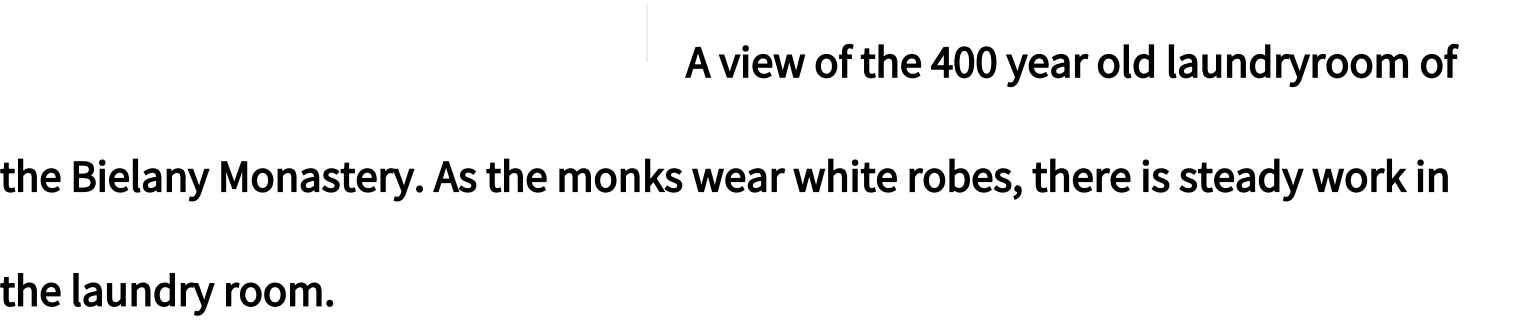 A view of the 400 year old laundryroom of
the Bielany Monastery. As the monks wear white robes, there is steady work in
the laundry room.